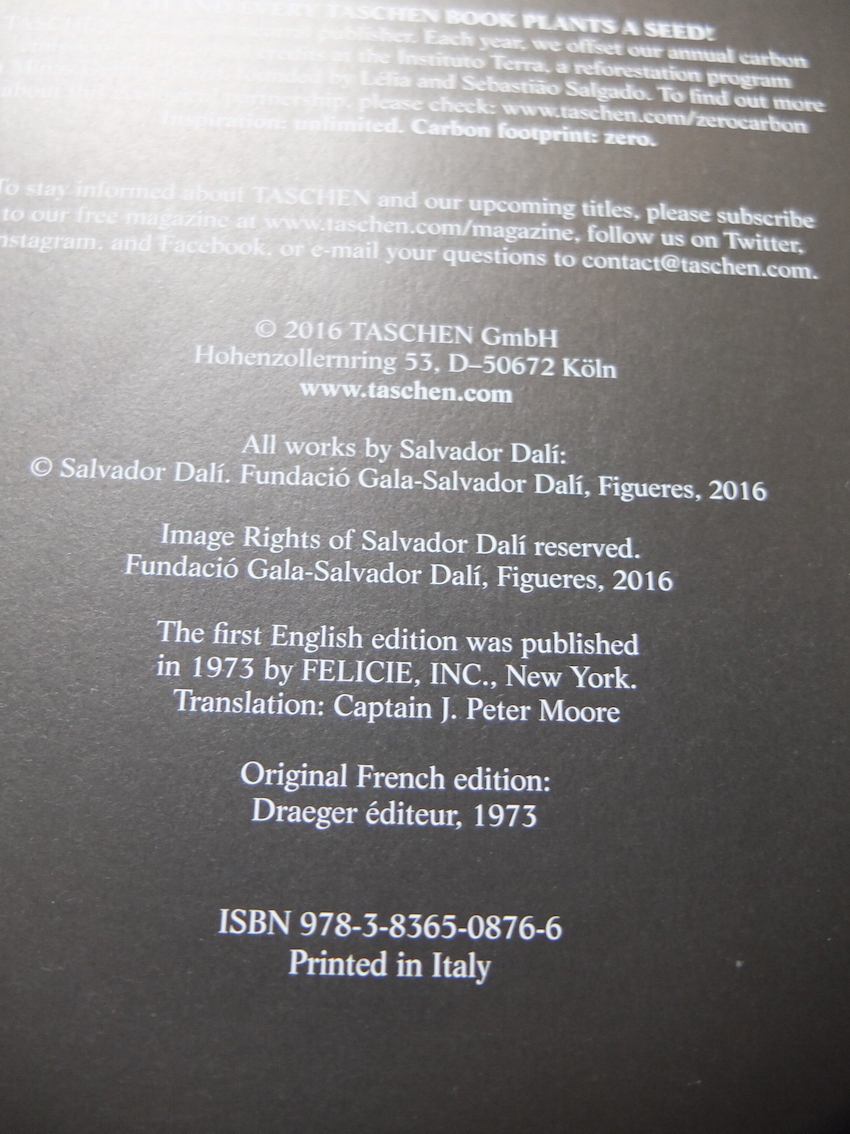 EVERY TASCHEN BOOK PLANTS A SEED!
publisher. Each year, we offset our annual carbon
at the Instituto Terra, a reforestation program
by Lélia and Sebastião Salgado. To find out more
about this partnership, please check: www.taschen.com/zerocarbon
Inspiration: unlimited. Carbon footprint: zero.
To stay informed about TASCHEN and our upcoming titles, please subscribe
to our free magazine at www.taschen.com/magazine, follow us on Twitter,
nstagram, and Facebook, or e-mail your questions to contact@taschen.com.
© 2016 TASCHEN GmbH
Hohenzollernring 53, D–50672 Köln
www.taschen.com
All works by Salvador Dalí:
© Salvador Dalí. Fundació Gala-Salvador Dalí, Figueres, 2016
Image Rights of Salvador Dalí reserved.
Fundació Gala-Salvador Dalí, Figueres, 2016
The first English edition was published
in 1973 by FELICIE, INC., New York.
Translation: Captain J. Peter Moore
Original French edition:
Draeger éditeur, 1973
ISBN 978-3-8365-0876-6
Printed in Italy